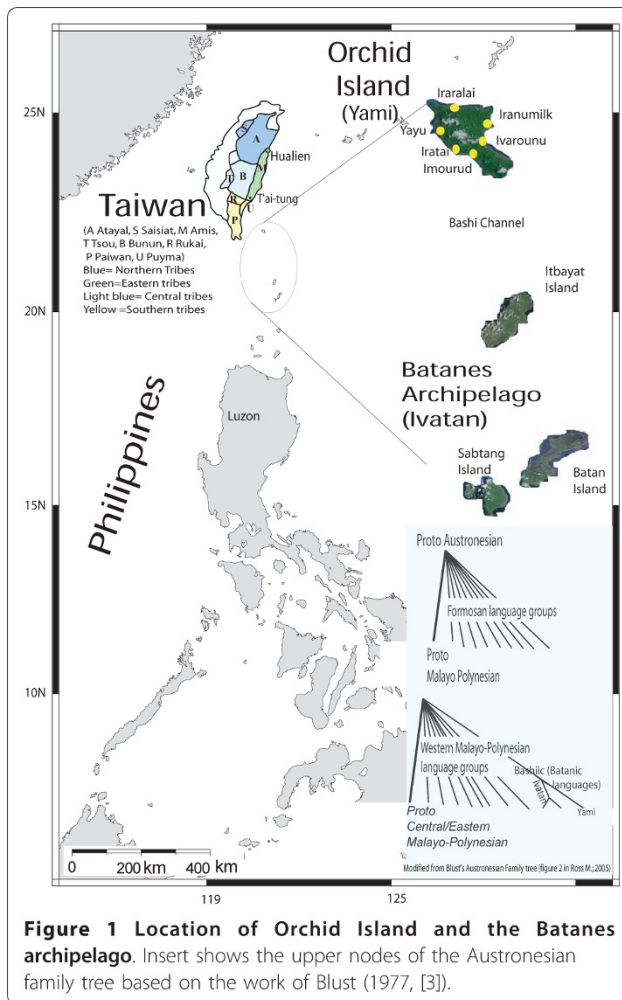 Orchid
Island
(Yami)
Iraralai
Iranumilk
Yayu
Ivarounu
Iratai
Imourud
25N
20N
15N
10N
S
A
Hualien
M
T
B
T'ai-tung
R
U
P
Taiwan
(A Atayal, S Saisiat, M Amis,
T Tsou, B Bunun, R Rukai,
P Paiwan, U Puyma)
Blue= Northern Tribes
Green=Eastern tribes
Light blue= Central tribes
Yellow =Southern tribes
Bashi Channel
Itbayat
Island
Batanes
Archipelago
(Ivatan)
Sabtang
Island
Batan
Island
Philippines
Luzon
Proto Austronesian
Formosan language groups
Proto
Malayo Polynesian
Western Malayo-Polynesian
language groups
Bashiic (Batanic
languages)
Ivatan
Yami
Proto
Central/Eastern
Malayo-Polynesian
Modified from Blust's Austronesian Family tree (figure 2 in Ross M.; 2005)
0 200 km 400 km
119
125
Figure 1 Location of Orchid Island and the Batanes
archipelago. Insert shows the upper nodes of the Austronesian
family tree based on the work of Blust (1977, [3]).